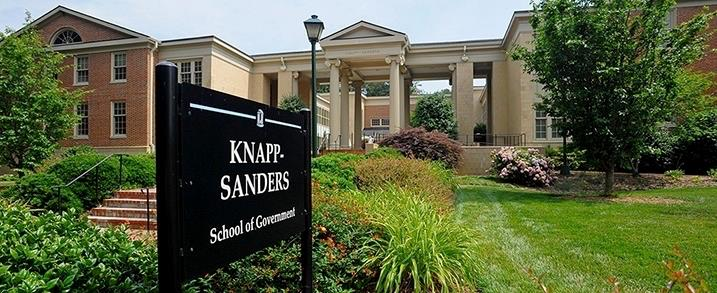 KNAPP-
SANDERS
School of Government